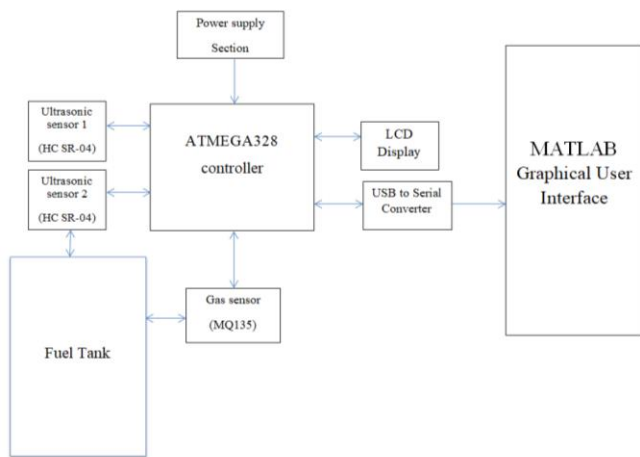 Power supply
Section
Ultrasonic
sensor 1
(HC SR-04)
ATMEGA328
controller
LCD
Display
MATLAB
Graphical User
Interface
Ultrasonic
sensor 2
(HC SR-04)
USB to Serial
Converter
Gas sensor
(MQ135)
Fuel Tank